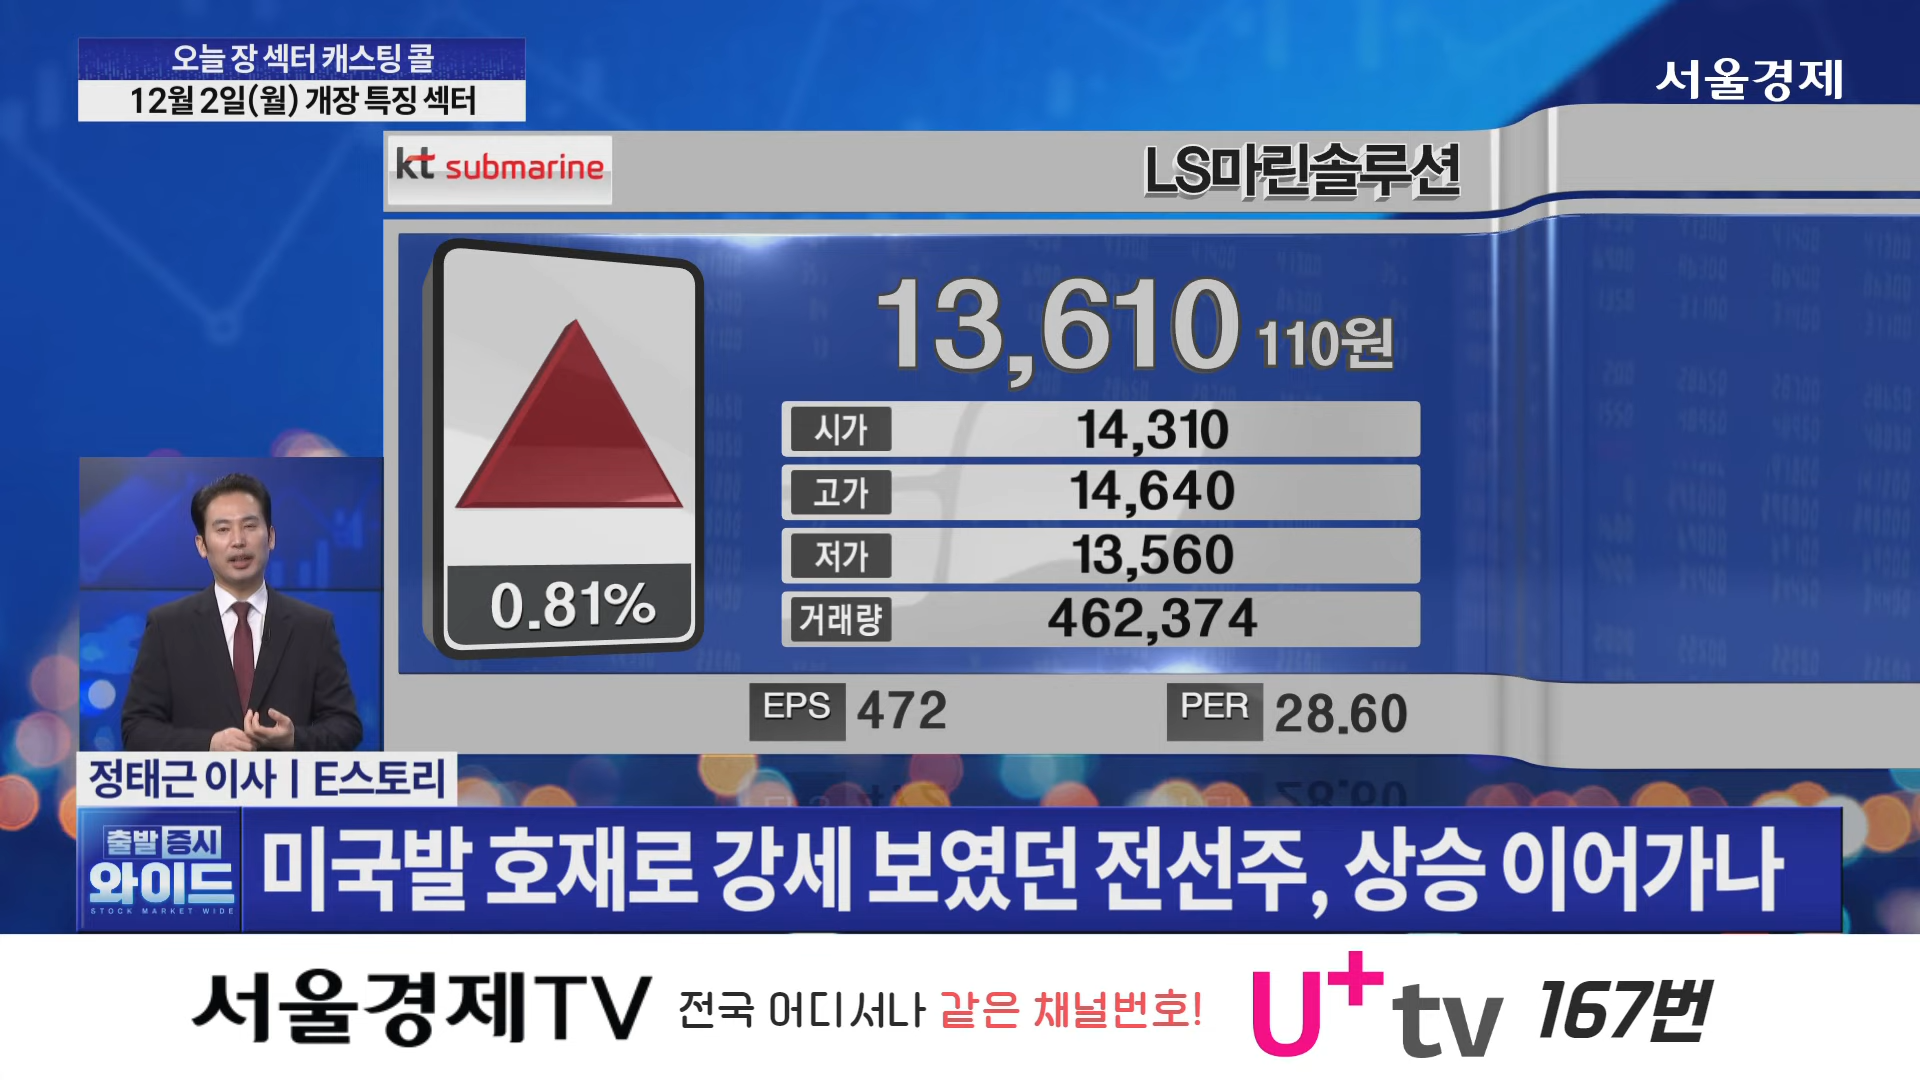 오늘 장 섹터 캐스팅 콜
12월 2일(월) 개장 특징 섹터
서울경제
kt submarine
LS마린솔루션
13,610 110원
시가 14,310
고가 14,640
저가 13,560
거래량 462,374
0.81%
EPS 472
PER 28.60
정태근 이사 | E스토리
출발 증시
와이드
STOCK MARKET WIDE
미국발 호재로 강세 보였던 전선주, 상승 이어가나
서울경제TV 전국 어디서나 같은 채널번호! U+tv 167번